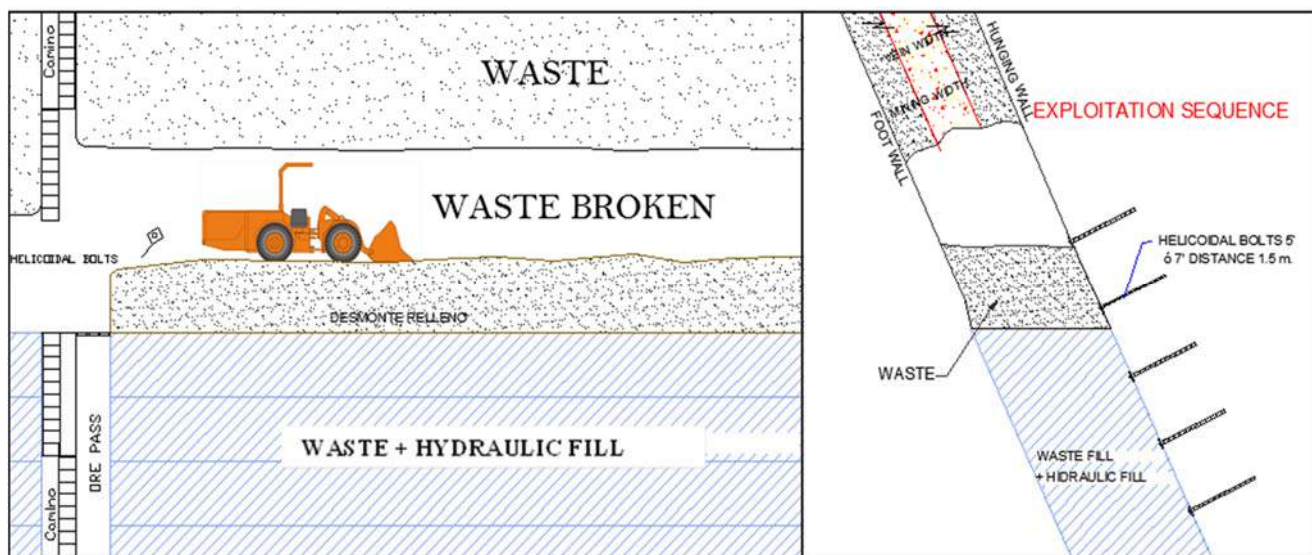 Camino
WASTE
WASTE BROKEN
HELICOIDAL BOLTS
DESMONTE RELLENO
WASTE + HYDRAULIC FILL
ORE PASS
Camino
VEIN WIDTH
MINING WIDTH
HUNGING WALL
FOOT WALL
EXPLOITATION SEQUENCE
HELICOIDAL BOLTS 5'
ó 7' DISTANCE 1.5 m.
WASTE
WASTE FILL
+ HIDRAULIC FILL